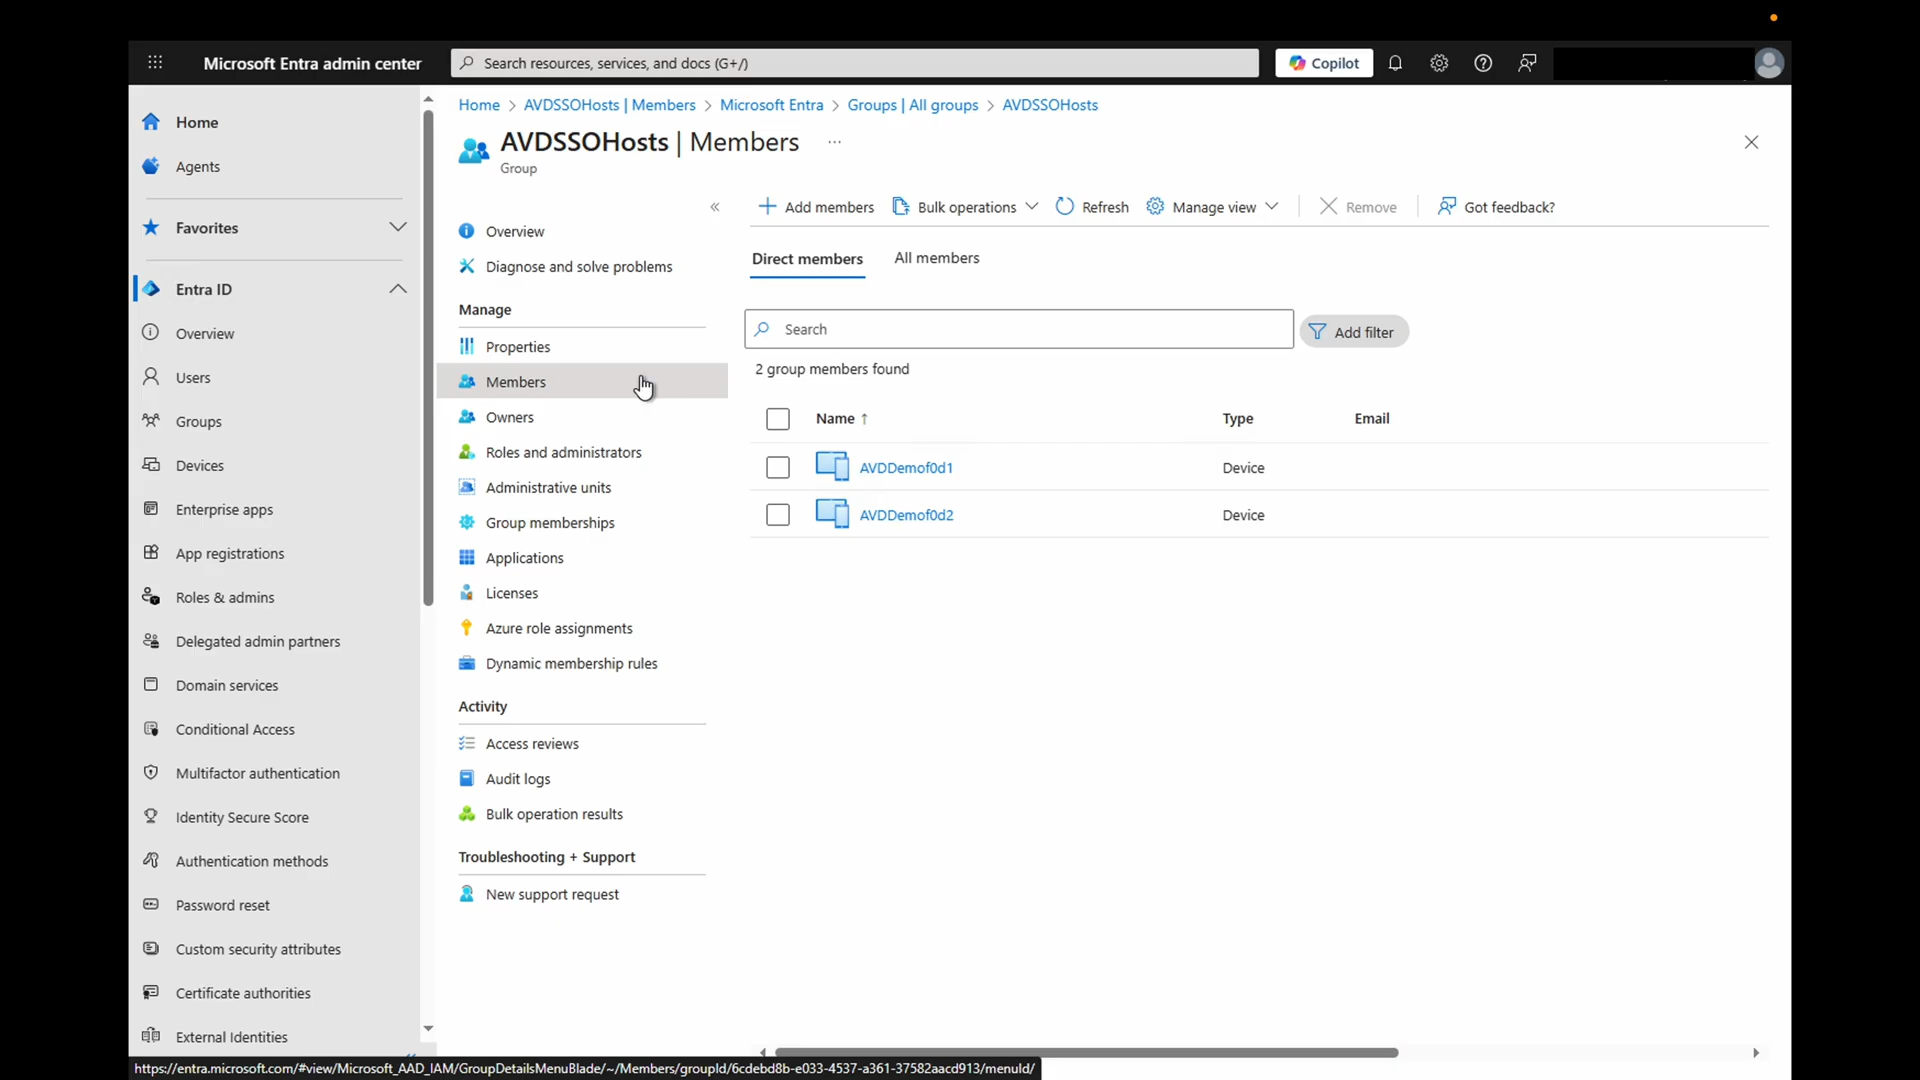 Microsoft Entra admin center
Search resources, services, and docs (G+/)
Copilot
Home
Agents
Favorites
Entra ID
Overview
Users
Groups
Devices
Enterprise apps
App registrations
Roles & admins
Delegated admin partners
Domain services
Conditional Access
Multifactor authentication
Identity Secure Score
Authentication methods
Password reset
Custom security attributes
Certificate authorities
External Identities
Home > AVDSSOHosts | Members > Microsoft Entra > Groups | All groups > AVDSSOHosts
AVDSSOHosts | Members ...
Group
Overview
Diagnose and solve problems
Manage
Properties
Members
Owners
Roles and administrators
Administrative units
Group memberships
Applications
Licenses
Azure role assignments
Dynamic membership rules
Activity
Access reviews
Audit logs
Bulk operation results
Troubleshooting + Support
New support request
Add members Bulk operations Refresh Manage view Remove Got feedback?
Direct members All members
Search Add filter
2 group members found
Name ↑ Type Email
AVDDemof0d1 Device
AVDDemof0d2 Device
https://entra.microsoft.com/#view/Microsoft_AAD_IAM/GroupDetailsMenuBlade/~/Members/groupId/6cdebd8b-e033-4537-a361-37582aacd913/menuId/